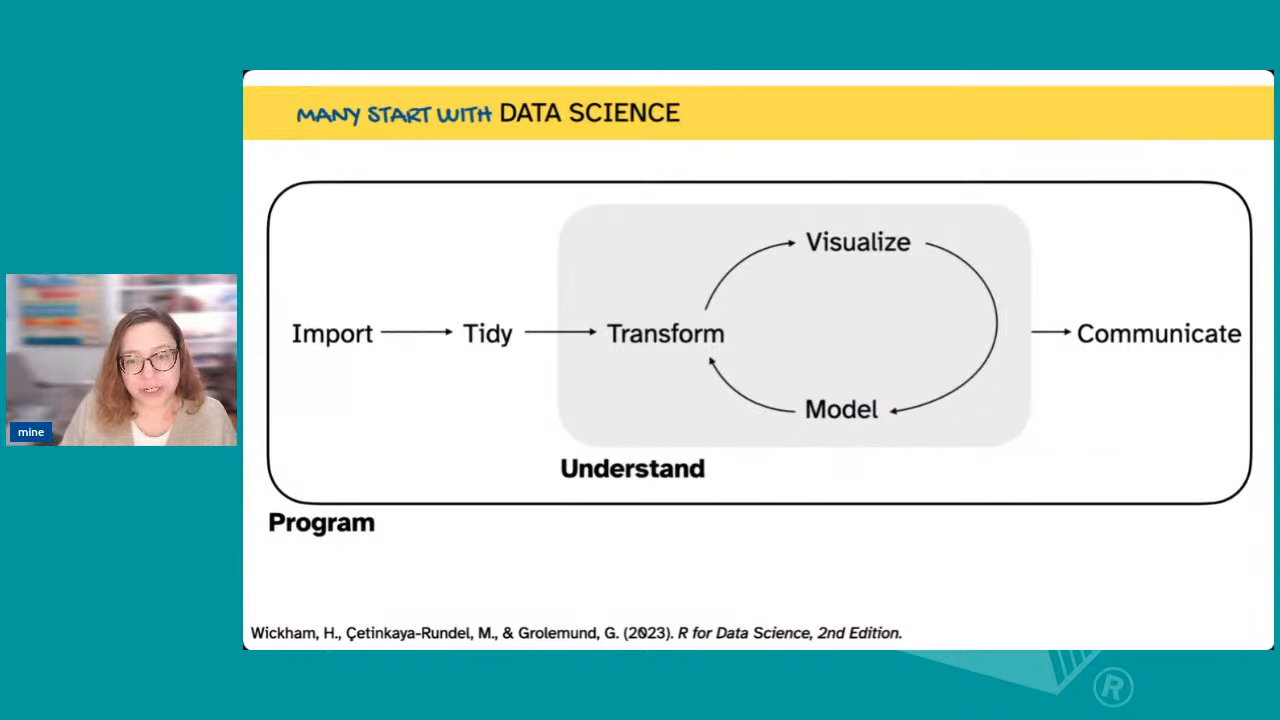 MANY START WITH DATA SCIENCE
Visualize
Import Tidy Transform Communicate
Model
Understand
Program
mine
Wickham, H., Çetinkaya-Rundel, M., & Grolemund, G. (2023). R for Data Science, 2nd Edition.
®